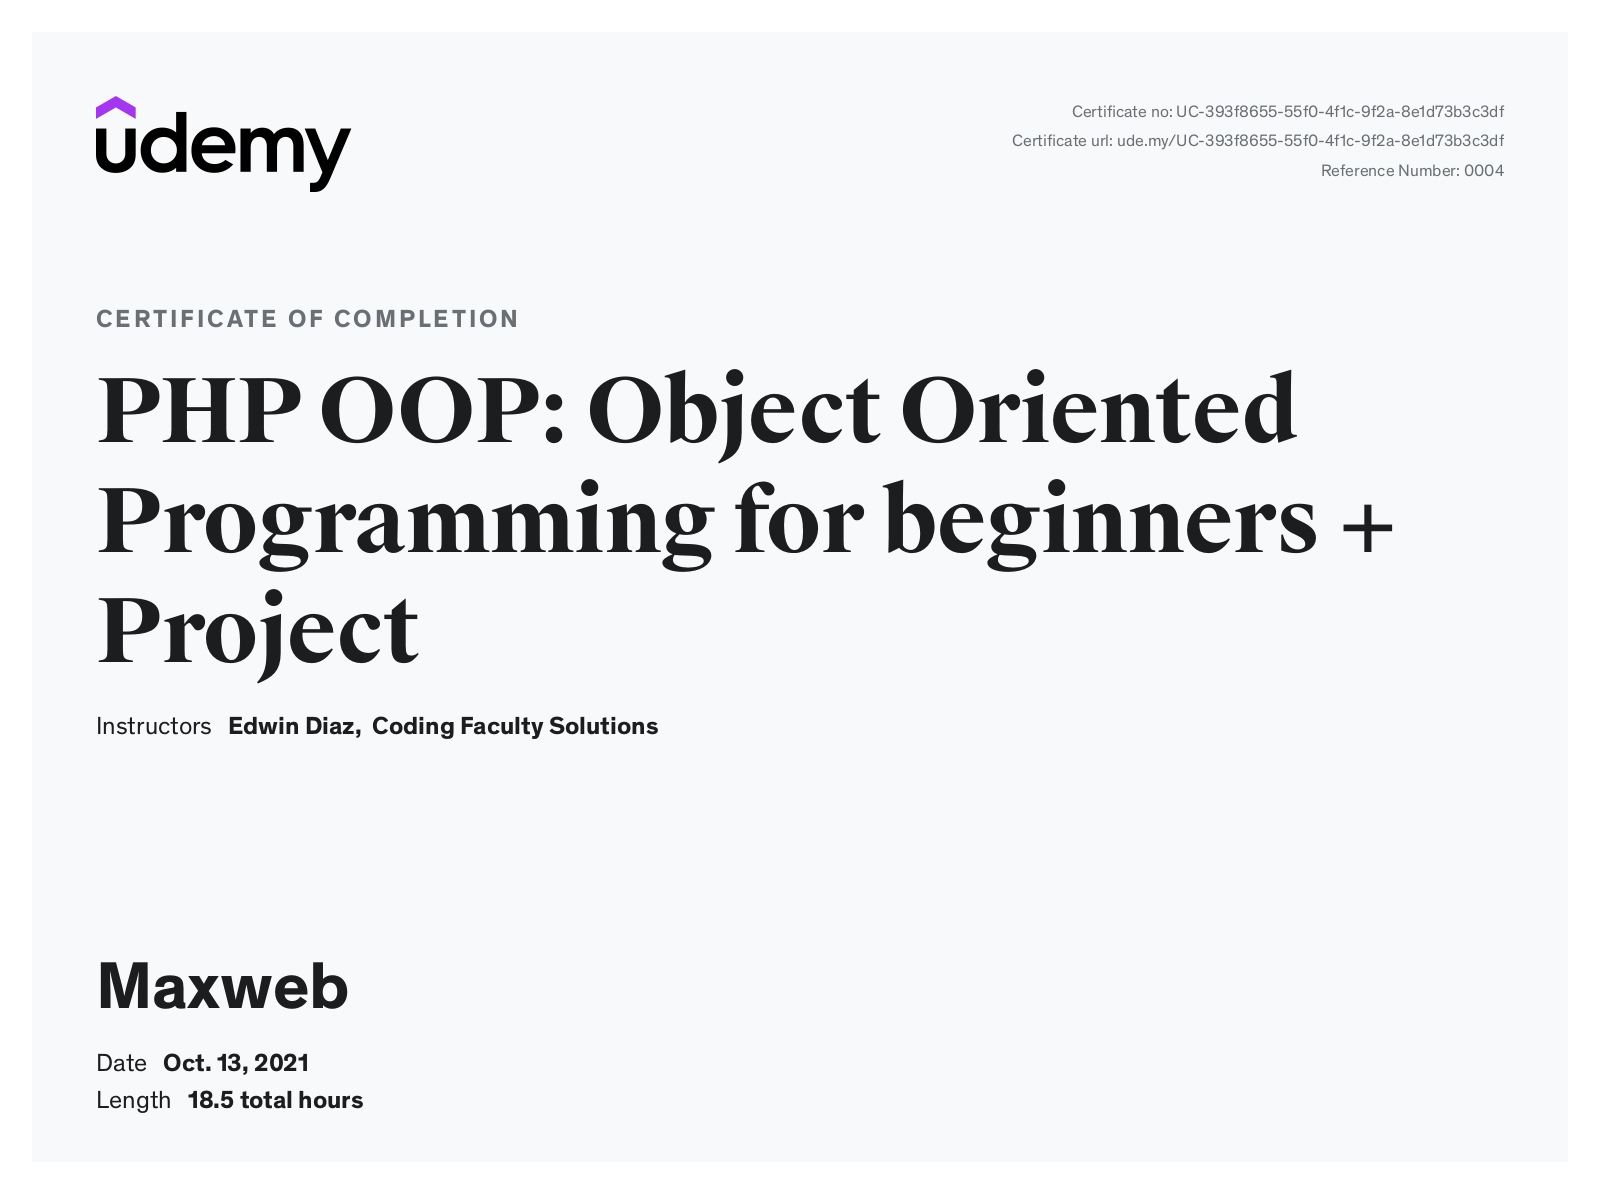 udemy
Certificate no: UC-393f8655-55f0-4f1c-9f2a-8e1d73b3c3df
Certificate url: ude.my/UC-393f8655-55f0-4f1c-9f2a-8e1d73b3c3df
Reference Number: 0004
CERTIFICATE OF COMPLETION
PHP OOP: Object Oriented
Programming for beginners +
Project
Instructors Edwin Diaz, Coding Faculty Solutions
Maxweb
Date Oct. 13, 2021
Length 18.5 total hours